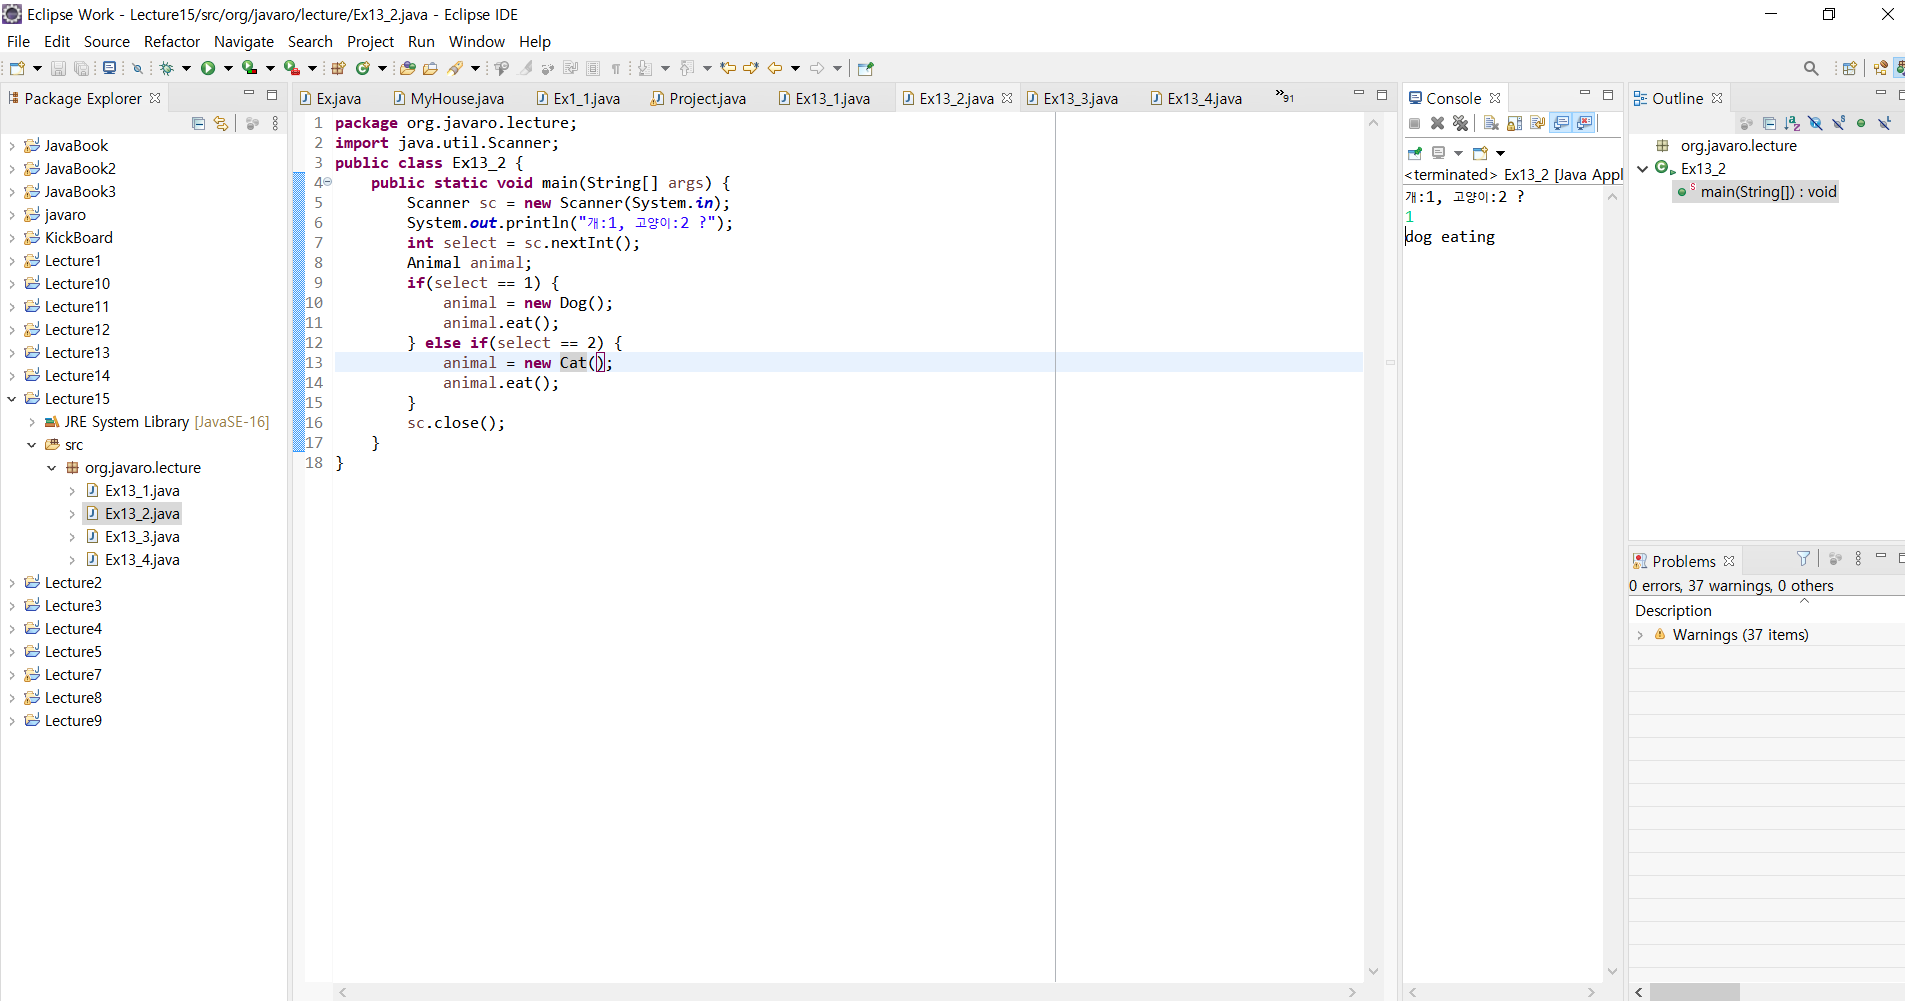 Eclipse Work - Lecture15/src/org/javaro/lecture/Ex13_2.java - Eclipse IDE
File Edit Source Refactor Navigate Search Project Run Window Help
Package Explorer
JavaBook
JavaBook2
JavaBook3
javaro
KickBoard
Lecture1
Lecture10
Lecture11
Lecture12
Lecture13
Lecture14
Lecture15
JRE System Library [JavaSE-16]
src
org.javaro.lecture
Ex13_1.java
Ex13_2.java
Ex13_3.java
Ex13_4.java
Lecture2
Lecture3
Lecture4
Lecture5
Lecture7
Lecture8
Lecture9
Ex.java MyHouse.java Ex1_1.java Project.java Ex13_1.java Ex13_2.java Ex13_3.java Ex13_4.java »91
1 package org.javaro.lecture;
2 import java.util.Scanner;
3 public class Ex13_2 {
4 public static void main(String[] args) {
5 Scanner sc = new Scanner(System.in);
6 System.out.println("개:1, 고양이:2 ?");
7 int select = sc.nextInt();
8 Animal animal;
9 if(select == 1) {
10 animal = new Dog();
11 animal.eat();
12 } else if(select == 2) {
13 animal = new Cat();
14 animal.eat();
15 }
16 sc.close();
17 }
18 }
Console
<terminated> Ex13_2 [Java Appl
개:1, 고양이:2 ?
1
dog eating
Outline
org.javaro.lecture
Ex13_2
main(String[]) : void
Problems
0 errors, 37 warnings, 0 others
Description
Warnings (37 items)